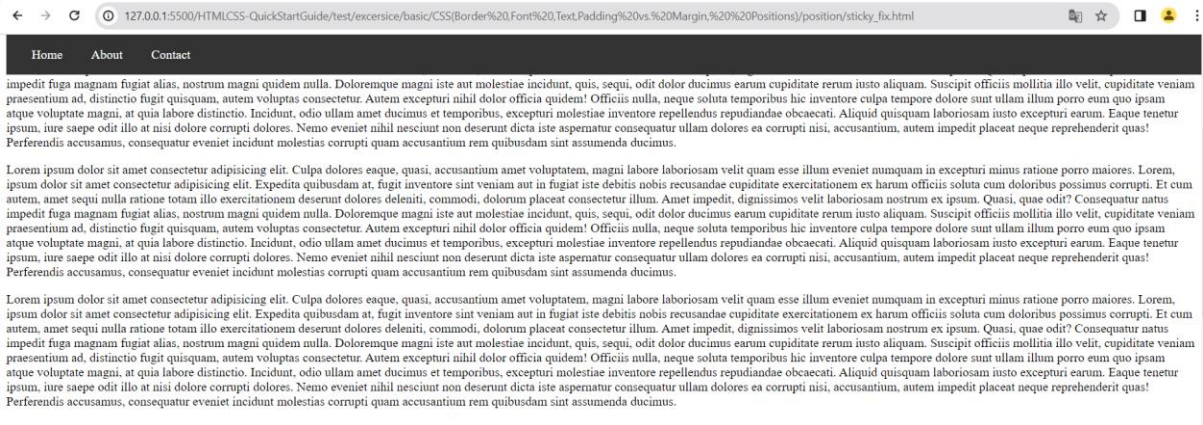 127.0.0.1:5500/HTMLCSS-QuickStartGuide/test/excersice/basic/CSS(Border%20,Font%20,Text,Padding%20vs.%20Margin,%20%20Positions)/position/sticky_fix.html
Home About Contact
impedit fuga magnam fugiat alias, nostrum magni quidem nulla. Doloremque magni iste aut molestiae incidunt, quis, sequi, odit dolor ducimus earum cupiditate rerum iusto aliquam. Suscipit officiis mollitia illo velit, cupiditate veniam
praesentium ad, distinctio fugit quisquam, autem voluptas consectetur. Autem excepturi nihil dolor officia quidem! Officiis nulla, neque soluta temporibus hic inventore culpa tempore dolore sunt ullam illum porro eum quo ipsam
atque voluptate magni, at quia labore distinctio. Incidunt, odio ullam amet ducimus et temporibus, excepturi molestiae inventore repellendus repudiandae obcaecati. Aliquid quisquam laboriosam iusto excepturi earum. Eaque tenetur
ipsum, iure saepe odit illo at nisi dolore corrupti dolores. Nemo eveniet nihil nesciunt non deserunt dicta iste aspernatur consequatur ullam dolores ea corrupti nisi, accusantium, autem impedit placeat neque reprehenderit quas!
Perferendis accusamus, consequatur eveniet incidunt molestias corrupti quam accusantium rem quibusdam sint assumenda ducimus.
Lorem ipsum dolor sit amet consectetur adipisicing elit. Culpa dolores eaque, quasi, accusantium amet voluptatem, magni labore laboriosam velit quam esse illum eveniet numquam in excepturi minus ratione porro maiores. Lorem,
ipsum dolor sit amet consectetur adipisicing elit. Expedita quibusdam at, fugit inventore sint veniam aut in fugiat iste debitis nobis recusandae cupiditate exercitationem ex harum officiis soluta cum doloribus possimus corrupti. Et cum
autem, amet sequi nulla ratione totam illo exercitationem deserunt dolores deleniti, commodi, dolorum placeat consectetur illum. Amet impedit, dignissimos velit laboriosam nostrum ex ipsum. Quasi, quae odit? Consequatur natus
impedit fuga magnam fugiat alias, nostrum magni quidem nulla. Doloremque magni iste aut molestiae incidunt, quis, sequi, odit dolor ducimus earum cupiditate rerum iusto aliquam. Suscipit officiis mollitia illo velit, cupiditate veniam
praesentium ad, distinctio fugit quisquam, autem voluptas consectetur. Autem excepturi nihil dolor officia quidem! Officiis nulla, neque soluta temporibus hic inventore culpa tempore dolore sunt ullam illum porro eum quo ipsam
atque voluptate magni, at quia labore distinctio. Incidunt, odio ullam amet ducimus et temporibus, excepturi molestiae inventore repellendus repudiandae obcaecati. Aliquid quisquam laboriosam iusto excepturi earum. Eaque tenetur
ipsum, iure saepe odit illo at nisi dolore corrupti dolores. Nemo eveniet nihil nesciunt non deserunt dicta iste aspernatur consequatur ullam dolores ea corrupti nisi, accusantium, autem impedit placeat neque reprehenderit quas!
Perferendis accusamus, consequatur eveniet incidunt molestias corrupti quam accusantium rem quibusdam sint assumenda ducimus.
Lorem ipsum dolor sit amet consectetur adipisicing elit. Culpa dolores eaque, quasi, accusantium amet voluptatem, magni labore laboriosam velit quam esse illum eveniet numquam in excepturi minus ratione porro maiores. Lorem,
ipsum dolor sit amet consectetur adipisicing elit. Expedita quibusdam at, fugit inventore sint veniam aut in fugiat iste debitis nobis recusandae cupiditate exercitationem ex harum officiis soluta cum doloribus possimus corrupti. Et cum
autem, amet sequi nulla ratione totam illo exercitationem deserunt dolores deleniti, commodi, dolorum placeat consectetur illum. Amet impedit, dignissimos velit laboriosam nostrum ex ipsum. Quasi, quae odit? Consequatur natus
impedit fuga magnam fugiat alias, nostrum magni quidem nulla. Doloremque magni iste aut molestiae incidunt, quis, sequi, odit dolor ducimus earum cupiditate rerum iusto aliquam. Suscipit officiis mollitia illo velit, cupiditate veniam
praesentium ad, distinctio fugit quisquam, autem voluptas consectetur. Autem excepturi nihil dolor officia quidem! Officiis nulla, neque soluta temporibus hic inventore culpa tempore dolore sunt ullam illum porro eum quo ipsam
atque voluptate magni, at quia labore distinctio. Incidunt, odio ullam amet ducimus et temporibus, excepturi molestiae inventore repellendus repudiandae obcaecati. Aliquid quisquam laboriosam iusto excepturi earum. Eaque tenetur
ipsum, iure saepe odit illo at nisi dolore corrupti dolores. Nemo eveniet nihil nesciunt non deserunt dicta iste aspernatur consequatur ullam dolores ea corrupti nisi, accusantium, autem impedit placeat neque reprehenderit quas!
Perferendis accusamus, consequatur eveniet incidunt molestias corrupti quam accusantium rem quibusdam sint assumenda ducimus.